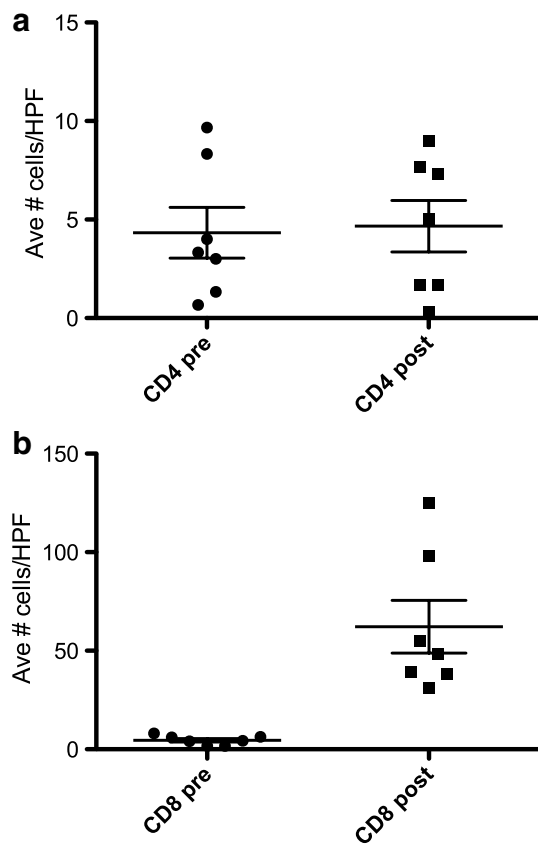 a
Ave # cells/HPF
15
10
5
0
CD4 pre
CD4 post
b
Ave # cells/HPF
150
100
50
0
CD8 pre
CD8 post